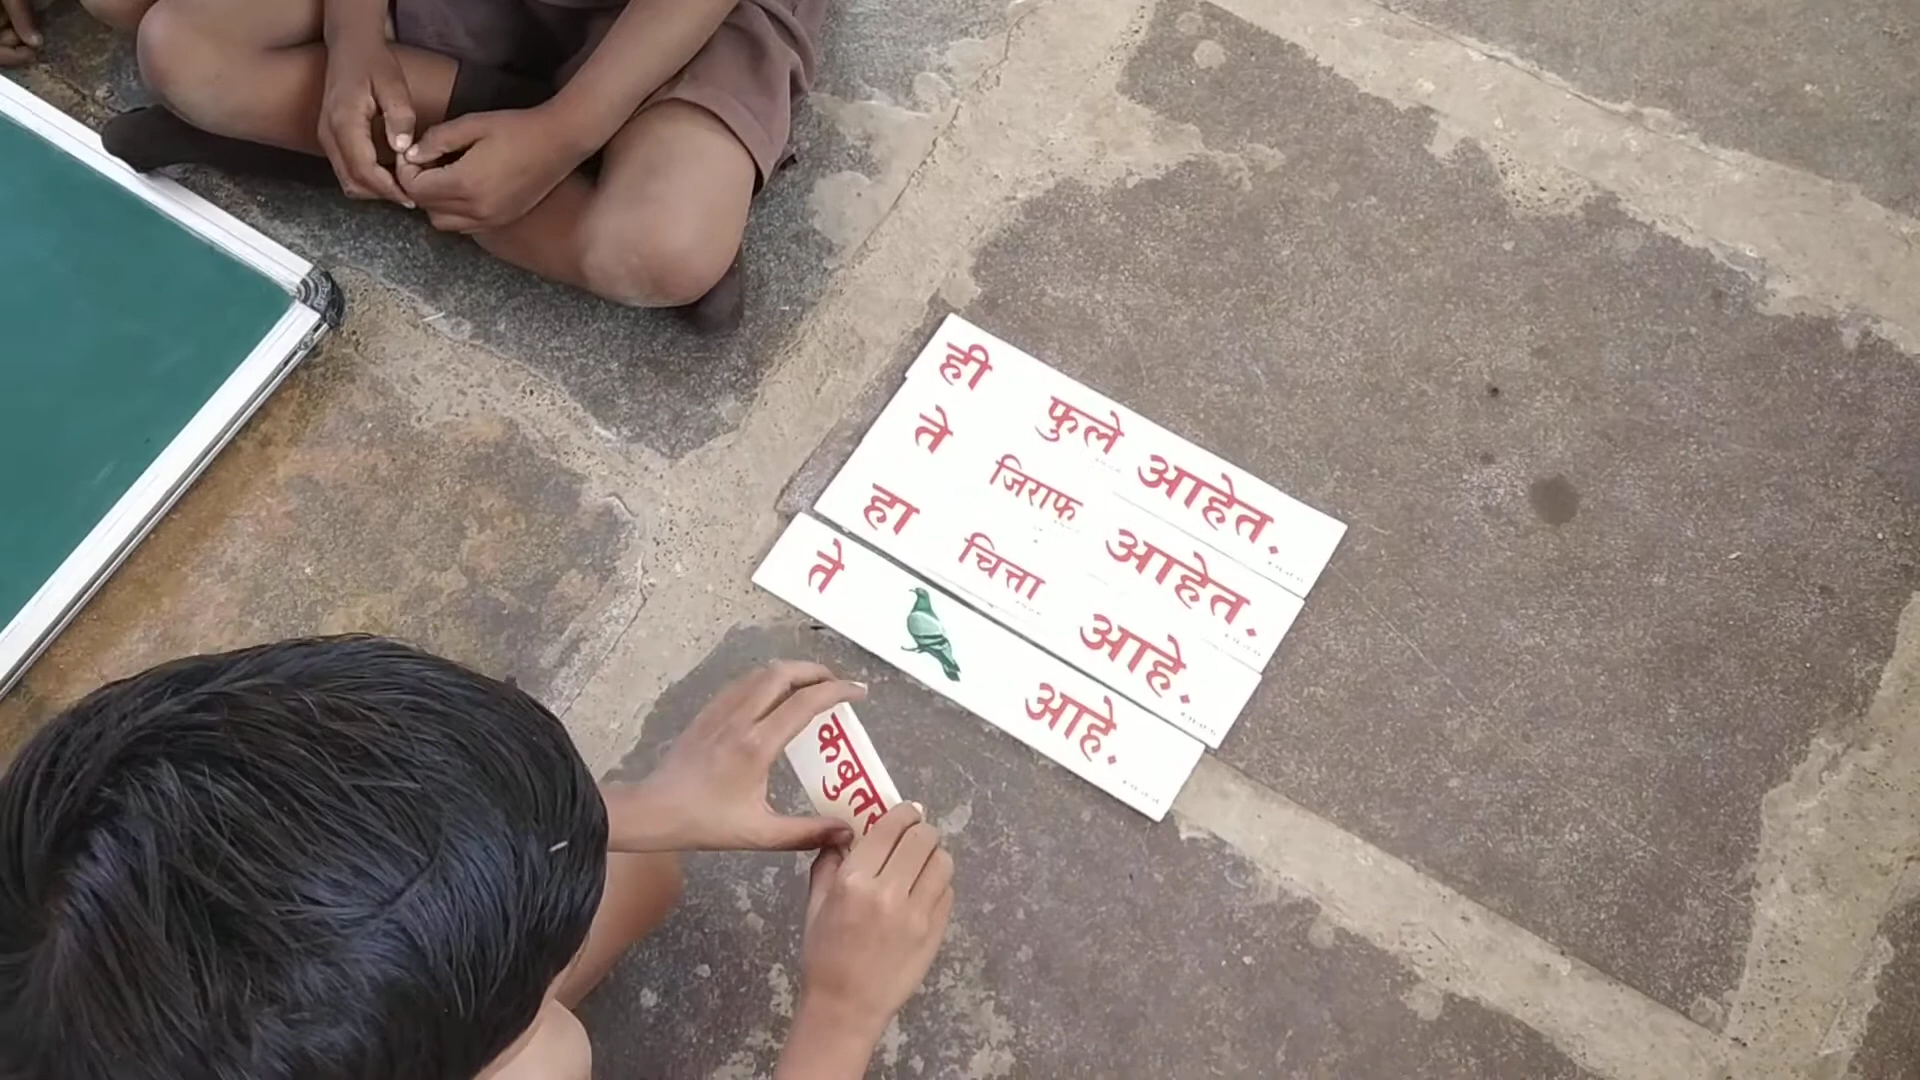 ही फुले आहेत.
ते जिराफ आहेत.
हा चित्ता आहे.
ते आहे.
कबुतर